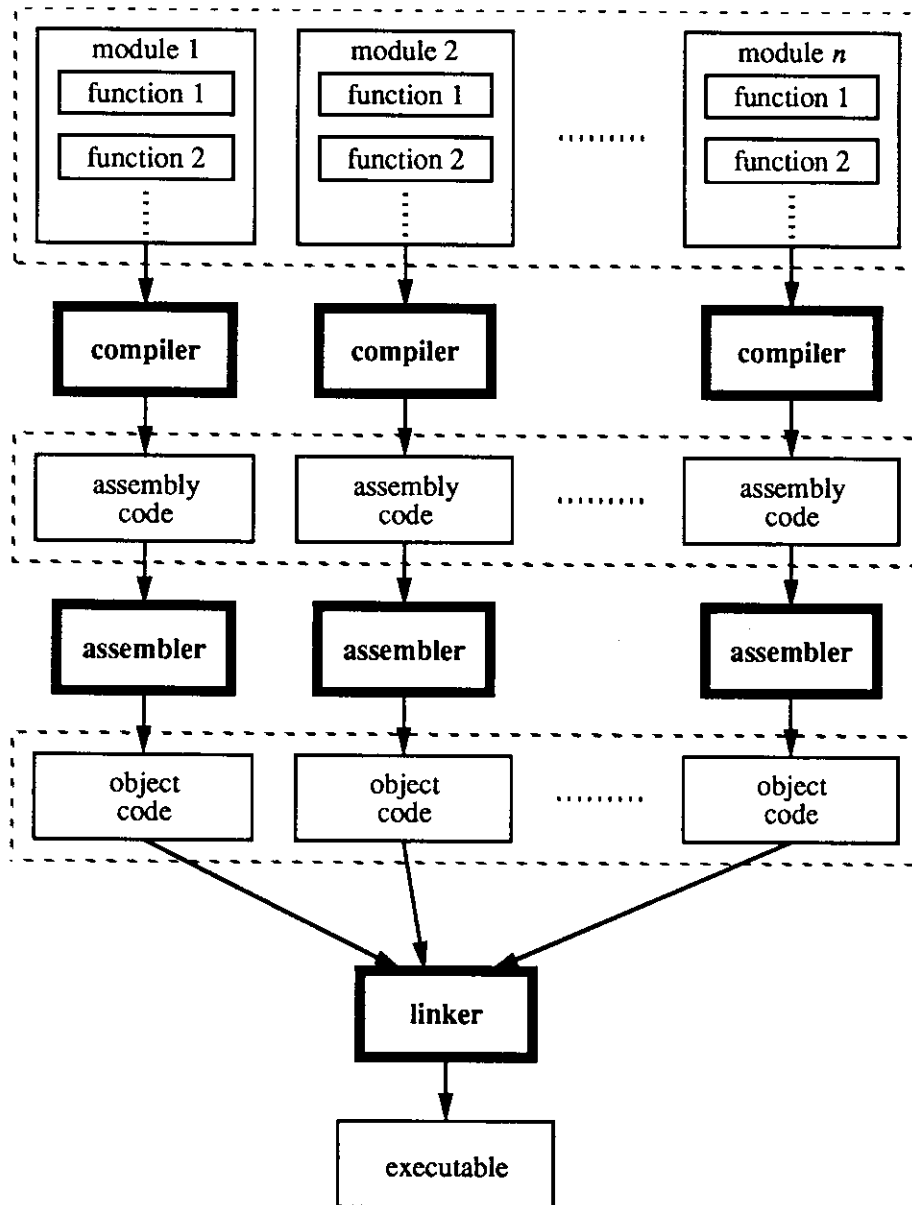 module 1
module 2
module n
function 1
function 1
function 1
function 2
function 2
function 2
compiler
compiler
compiler
assembly
code
assembly
code
assembly
code
assembler
assembler
assembler
object
code
object
code
object
code
linker
executable